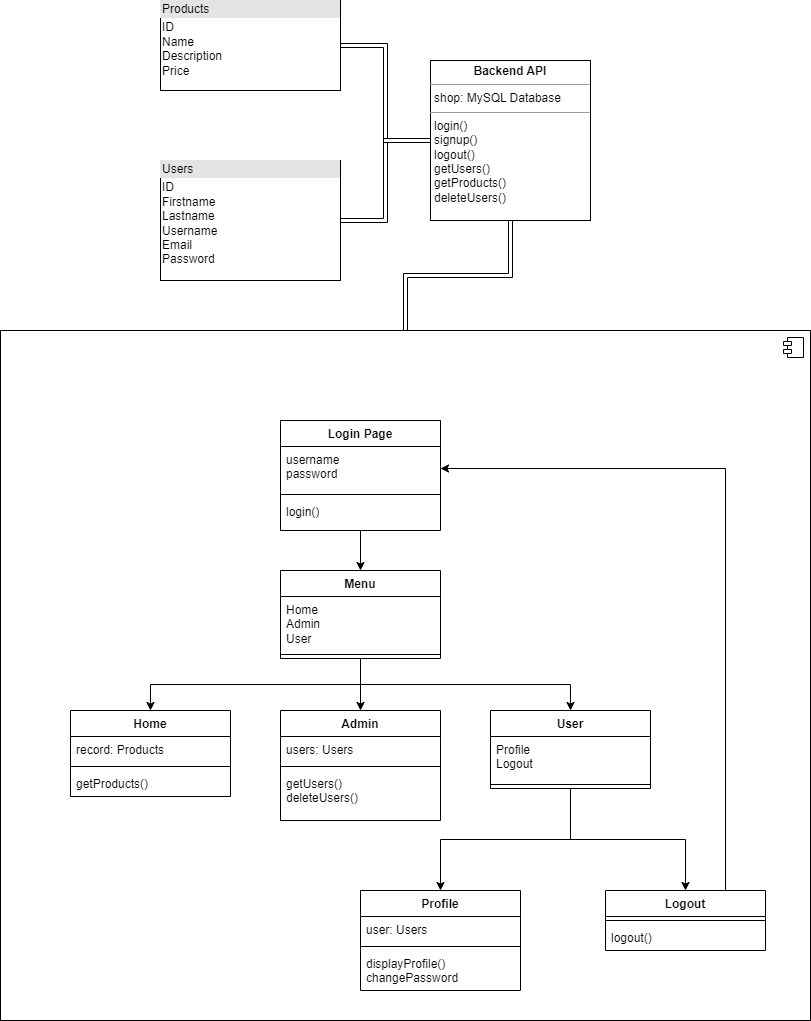 Products
ID
Name
Description
Price
Backend API
shop: MySQL Database
login()
signup()
logout()
getUsers()
getProducts()
deleteUsers()
Users
ID
Firstname
Lastname
Username
Email
Password
Login Page
username
password
login()
Menu
Home
Admin
User
Home
record: Products
getProducts()
Admin
users: Users
getUsers()
deleteUsers()
User
Profile
Logout
Profile
user: Users
displayProfile()
changePassword
Logout
logout()